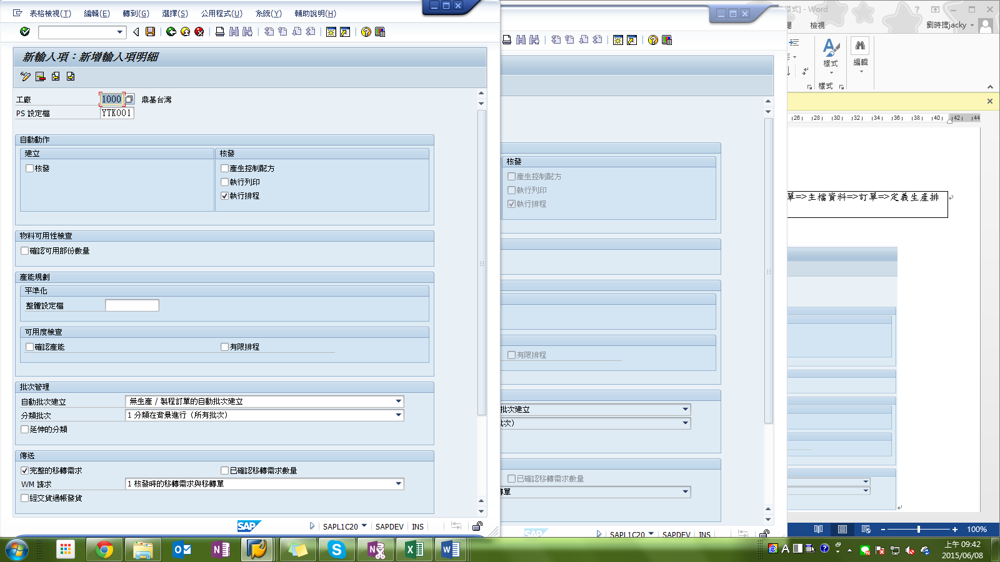 表格檢視(T) 編輯(E) 轉到(G) 選擇(S) 公用程式(U) 系統(Y) 輔助說明(H)
新輸入項：新增輸入項明細
工廠 1000 鼎基台灣
PS 設定檔 YTK001
自動動作
建立 核發
核發 產生控制配方
執行列印
執行排程
物料可用性檢查
確認可用部份數量
產能規劃
平準化
整體設定檔
可用度檢查
確認產能 有限排程
批次管理
自動批次建立 無生產 / 製程訂單的自動批次建立
分類批次 1 分類在背景進行（所有批次）
延伸的分類
傳送
完整的移轉需求 已確認移轉需求數量
WM 請求 1 核發時的移轉需求與移轉單
經交貨過帳發貨
SAP SAPL1C20 SAPDEV INS
核發
產生控制配方
執行列印
執行排程
有限排程
批次建立
批次）
已確認移轉需求數量
轉單
SAP SAPL1C20 SAPDEV INS
模式] - Word
檢視 劉時捷jacky
樣式 編輯
樣式
26 28 30 32 34 36 38 40 42 44
單=>主檔資料=>訂單=>定義生產排
100%
上午 09:42
2015/06/08